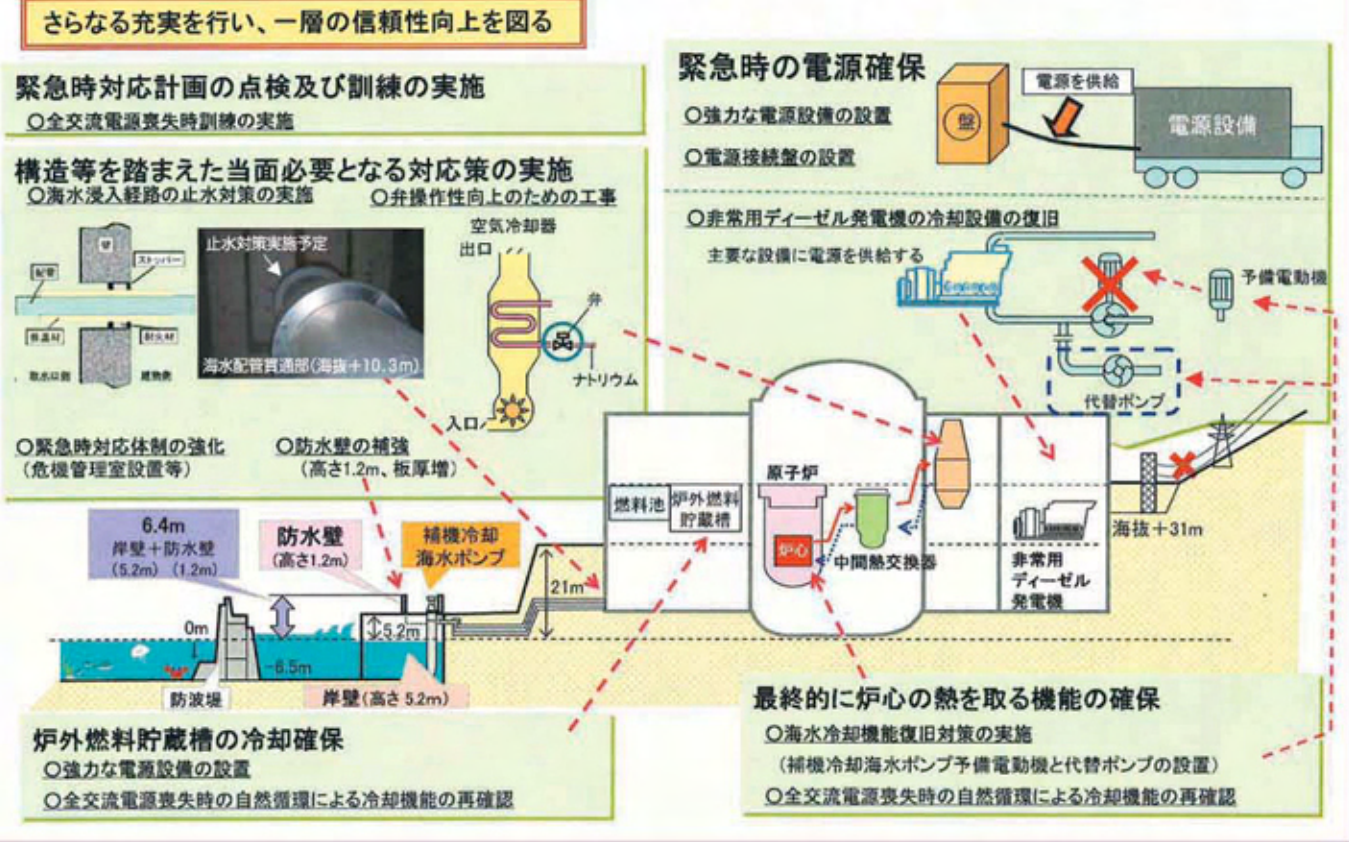 さらなる充実を行い、一層の信頼性向上を図る
緊急時対応計画の点検及び訓練の実施
○全交流電源喪失時訓練の実施
構造等を踏まえた当面必要となる対応策の実施
○海水浸入経路の止水対策の実施
○弁操作性向上のための工事
壁
ストッパー
配管
保温材
耐火材
取水口側
建物側
止水対策実施予定
海水配管貫通部(海抜+10.3m)
空気冷却器
出口
弁
ナトリウム
入口
○緊急時対応体制の強化
(危機管理室設置等)
○防水壁の補強
(高さ1.2m、板厚増)
緊急時の電源確保
○強力な電源設備の設置
○電源接続盤の設置
盤
電源を供給
電源設備
○非常用ディーゼル発電機の冷却設備の復旧
主要な設備に電源を供給する
予備電動機
代替ポンプ
6.4m
岸壁+防水壁
(5.2m) (1.2m)
防水壁
(高さ1.2m)
補機冷却
海水ポンプ
燃料池
炉外燃料
貯蔵槽
原子炉
炉心
中間熱交換器
非常用
ディーゼル
発電機
海抜+31m
21m
0m
5.2m
-6.5m
防波堤
岸壁(高さ5.2m)
炉外燃料貯蔵槽の冷却確保
○強力な電源設備の設置
○全交流電源喪失時の自然循環による冷却機能の再確認
最終的に炉心の熱を取る機能の確保
○海水冷却機能復旧対策の実施
(補機冷却海水ポンプ予備電動機と代替ポンプの設置)
○全交流電源喪失時の自然循環による冷却機能の再確認